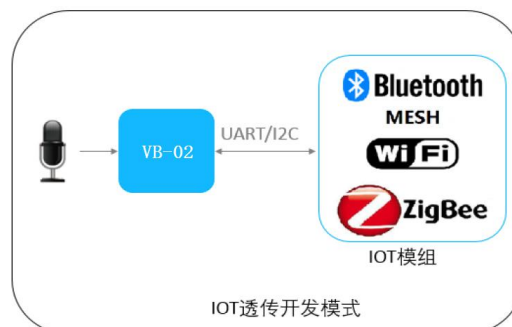 Bluetooth
MESH
UART/I2C
VB-02
WiFi
ZigBee
IOT模组
IOT透传开发模式